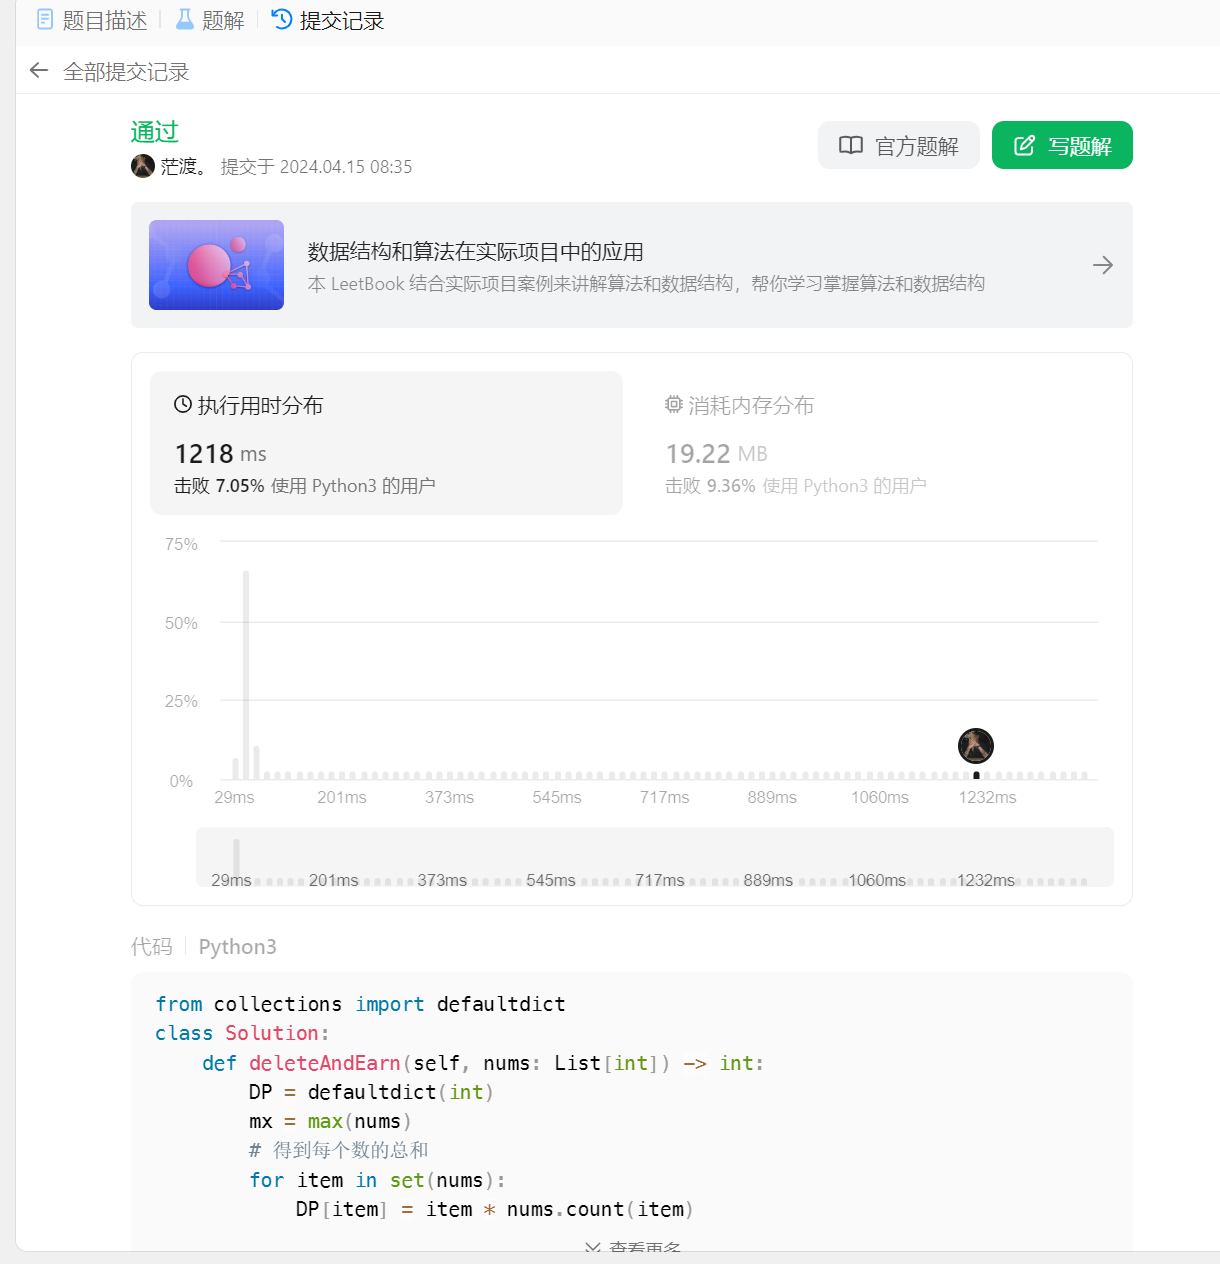 题目描述 题解 提交记录
全部提交记录
通过
茫渡。 提交于 2024.04.15 08:35
官方题解
写题解
数据结构和算法在实际项目中的应用
本 LeetBook 结合实际项目案例来讲解算法和数据结构，帮你学习掌握算法和数据结构
执行用时分布
1218 ms
击败 7.05% 使用 Python3 的用户
消耗内存分布
19.22 MB
击败 9.36% 使用 Python3 的用户
75%
50%
25%
0%
29ms 201ms 373ms 545ms 717ms 889ms 1060ms 1232ms
29ms 201ms 373ms 545ms 717ms 889ms 1060ms 1232ms
代码 Python3
from collections import defaultdict
class Solution:
    def deleteAndEarn(self, nums: List[int]) -> int:
        DP = defaultdict(int)
        mx = max(nums)
        # 得到每个数的总和
        for item in set(nums):
            DP[item] = item * nums.count(item)
查看更多